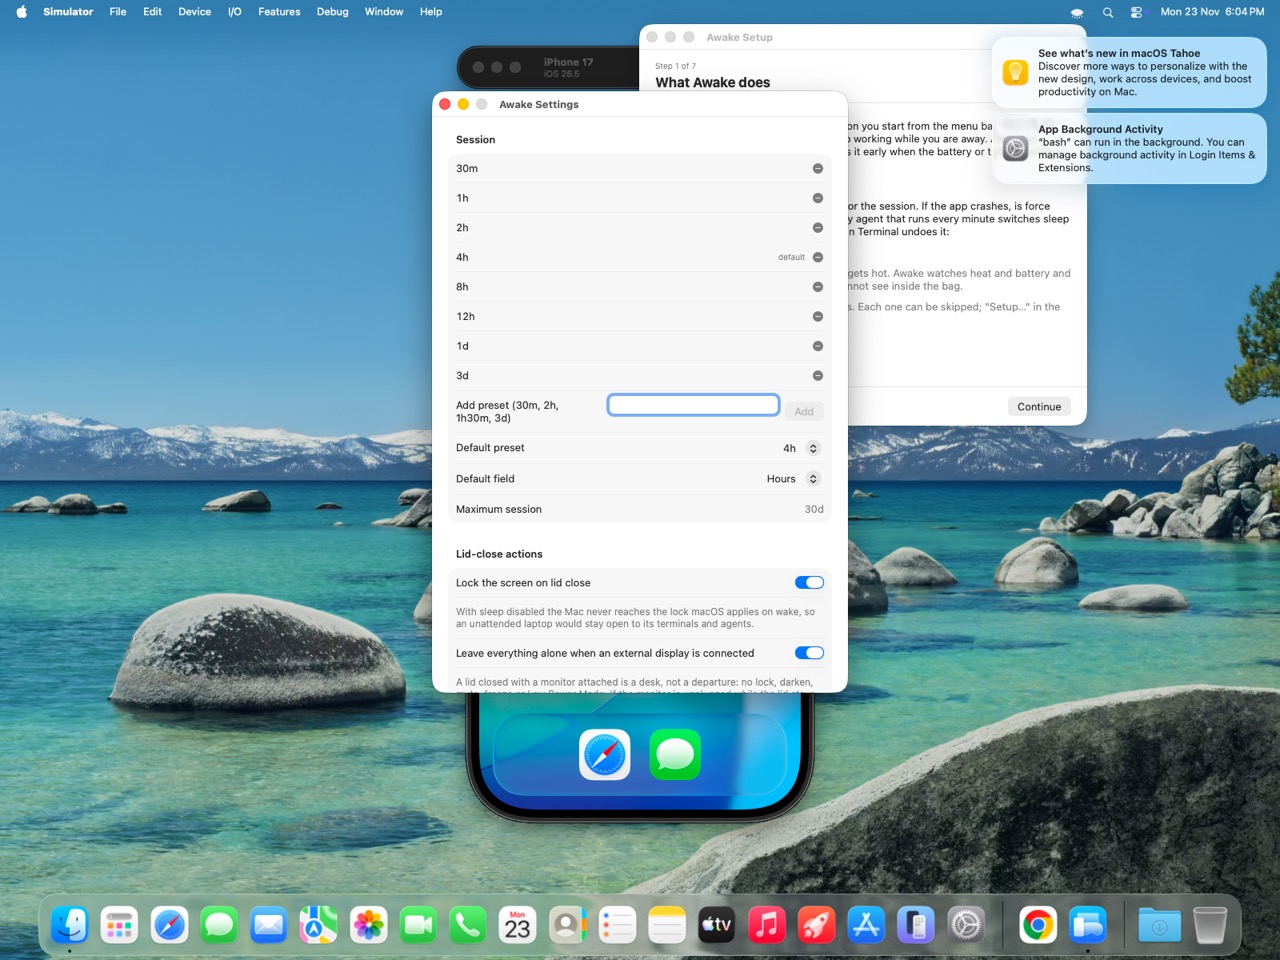 Simulator File Edit Device I/O Features Debug Window Help
Mon 23 Nov 6:04 PM
iPhone 17
iOS 26.5
Awake Setup
Step 1 of 7
What Awake does
on you start from the menu ba
o working while you are away.
s it early when the battery or t
or the session. If the app crashes, is force
y agent that runs every minute switches sleep
n Terminal undoes it:
gets hot. Awake watches heat and battery and
nnot see inside the bag.
s. Each one can be skipped; "Setup..." in the
Continue
See what's new in macOS Tahoe
Discover more ways to personalize with the
new design, work across devices, and boost
productivity on Mac.
App Background Activity
“bash” can run in the background. You can
manage background activity in Login Items &
Extensions.
Awake Settings
Session
30m
1h
2h
4h default
8h
12h
1d
3d
Add preset (30m, 2h,
1h30m, 3d)
Add
Default preset 4h
Default field Hours
Maximum session 30d
Lid-close actions
Lock the screen on lid close
With sleep disabled the Mac never reaches the lock macOS applies on wake, so
an unattended laptop would stay open to its terminals and agents.
Leave everything alone when an external display is connected
A lid closed with a monitor attached is a desk, not a departure: no lock, darken,
Mon
23
tv